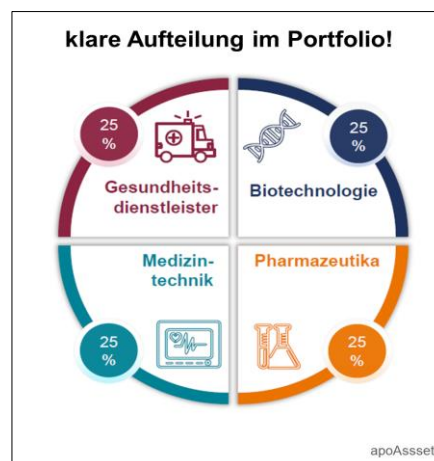 klare Aufteilung im Portfolio!
25
%
25
%
Gesundheits-
dienstleister
Biotechnologie
Medizin-
technik
Pharmazeutika
25
%
25
%
apoAssset